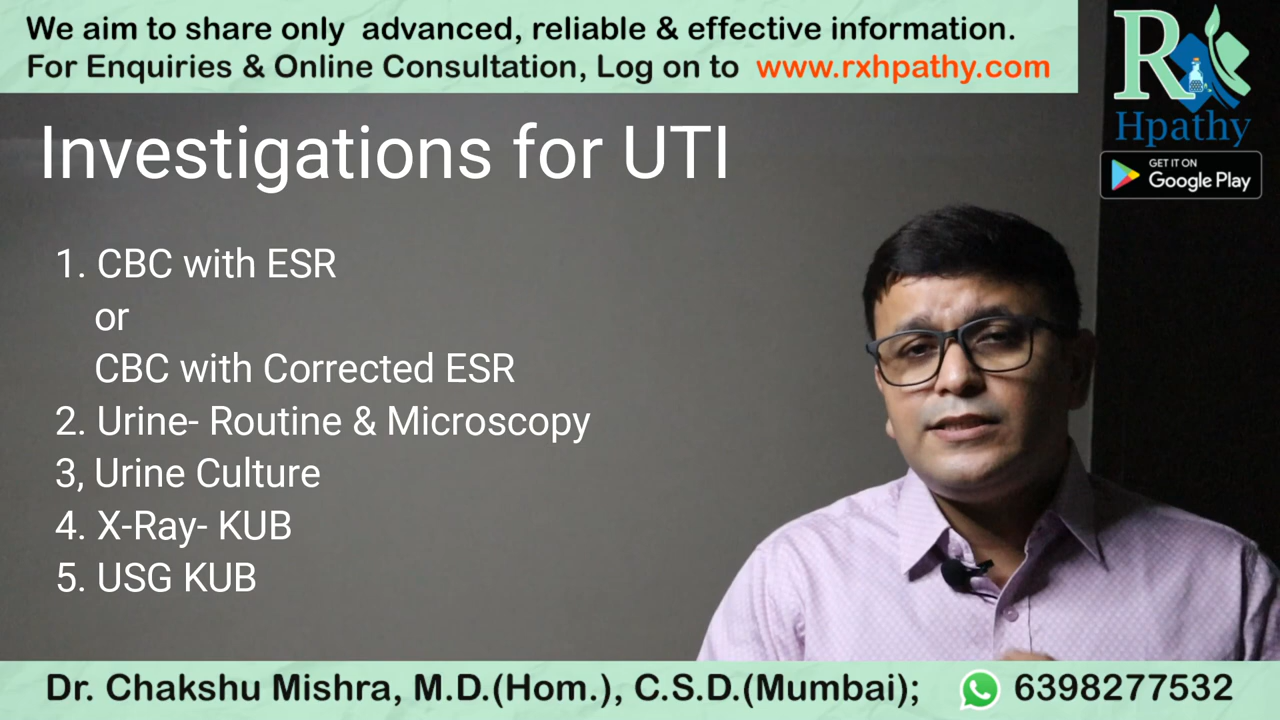 We aim to share only advanced, reliable & effective information.
For Enquiries & Online Consultation, Log on to www.rxhpathy.com
Rx
Hpathy
GET IT ON
Google Play
Investigations for UTI
1. CBC with ESR
or
CBC with Corrected ESR
2. Urine- Routine & Microscopy
3, Urine Culture
4. X-Ray- KUB
5. USG KUB
Dr. Chakshu Mishra, M.D.(Hom.), C.S.D.(Mumbai); 6398277532